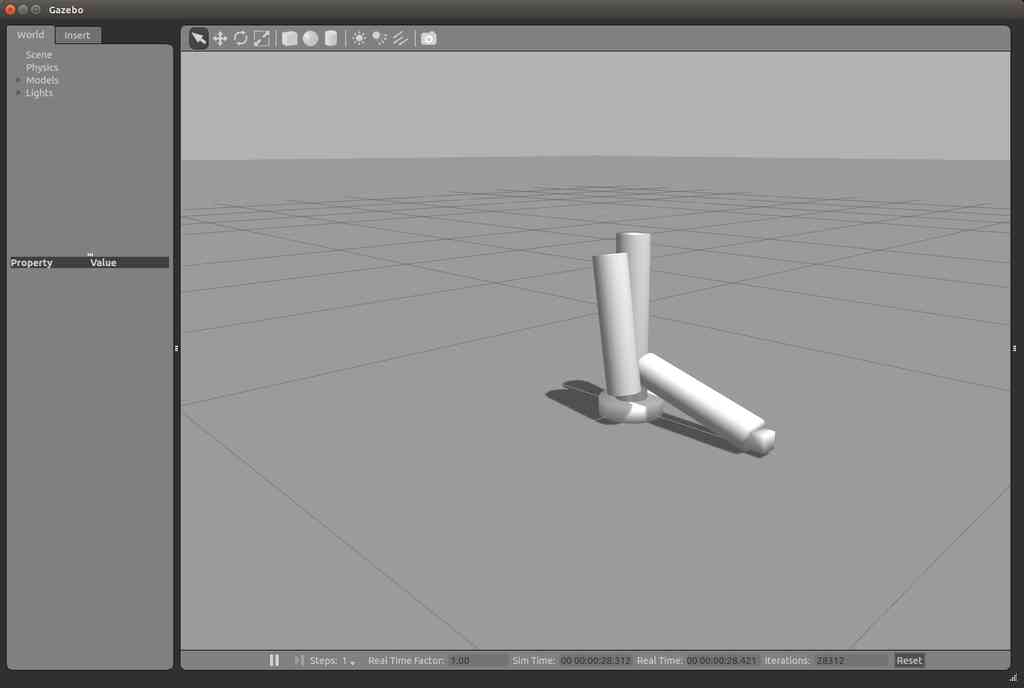 Gazebo
World Insert
Scene
Physics
Models
Lights
Property Value
Steps: 1 Real Time Factor: 1.00 Sim Time: 00 00:00:28.312 Real Time: 00 00:00:28.421 Iterations: 28312 Reset